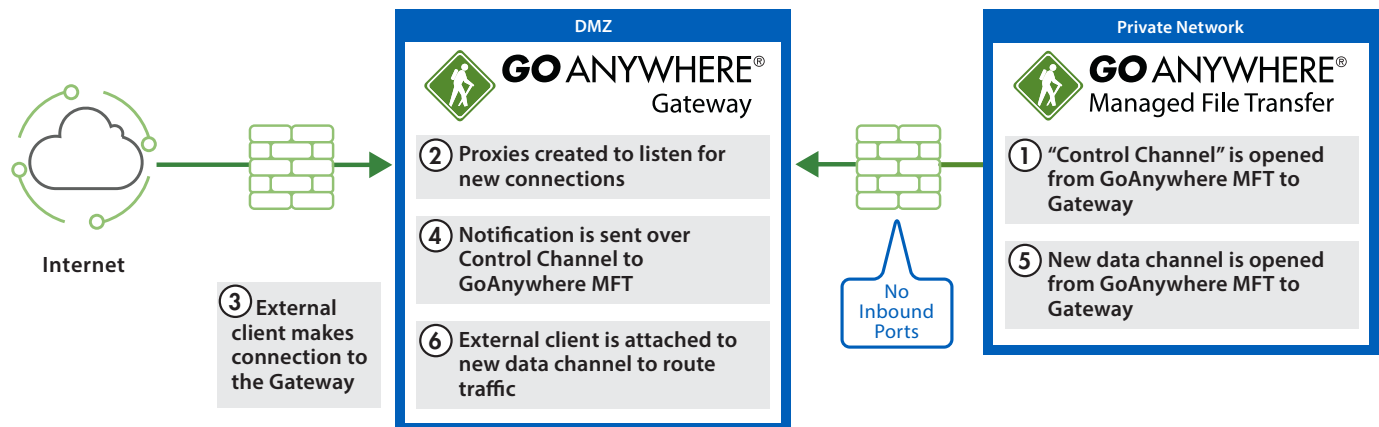 DMZ
GO ANYWHERE®
Gateway
2 Proxies created to listen for
new connections
4 Notification is sent over
Control Channel to
GoAnywhere MFT
6 External client is attached to
new data channel to route
traffic
Private Network
GO ANYWHERE®
Managed File Transfer
1 “Control Channel” is opened
from GoAnywhere MFT to
Gateway
5 New data channel is opened
from GoAnywhere MFT to
Gateway
Internet
3 External
client makes
connection to
the Gateway
No
Inbound
Ports